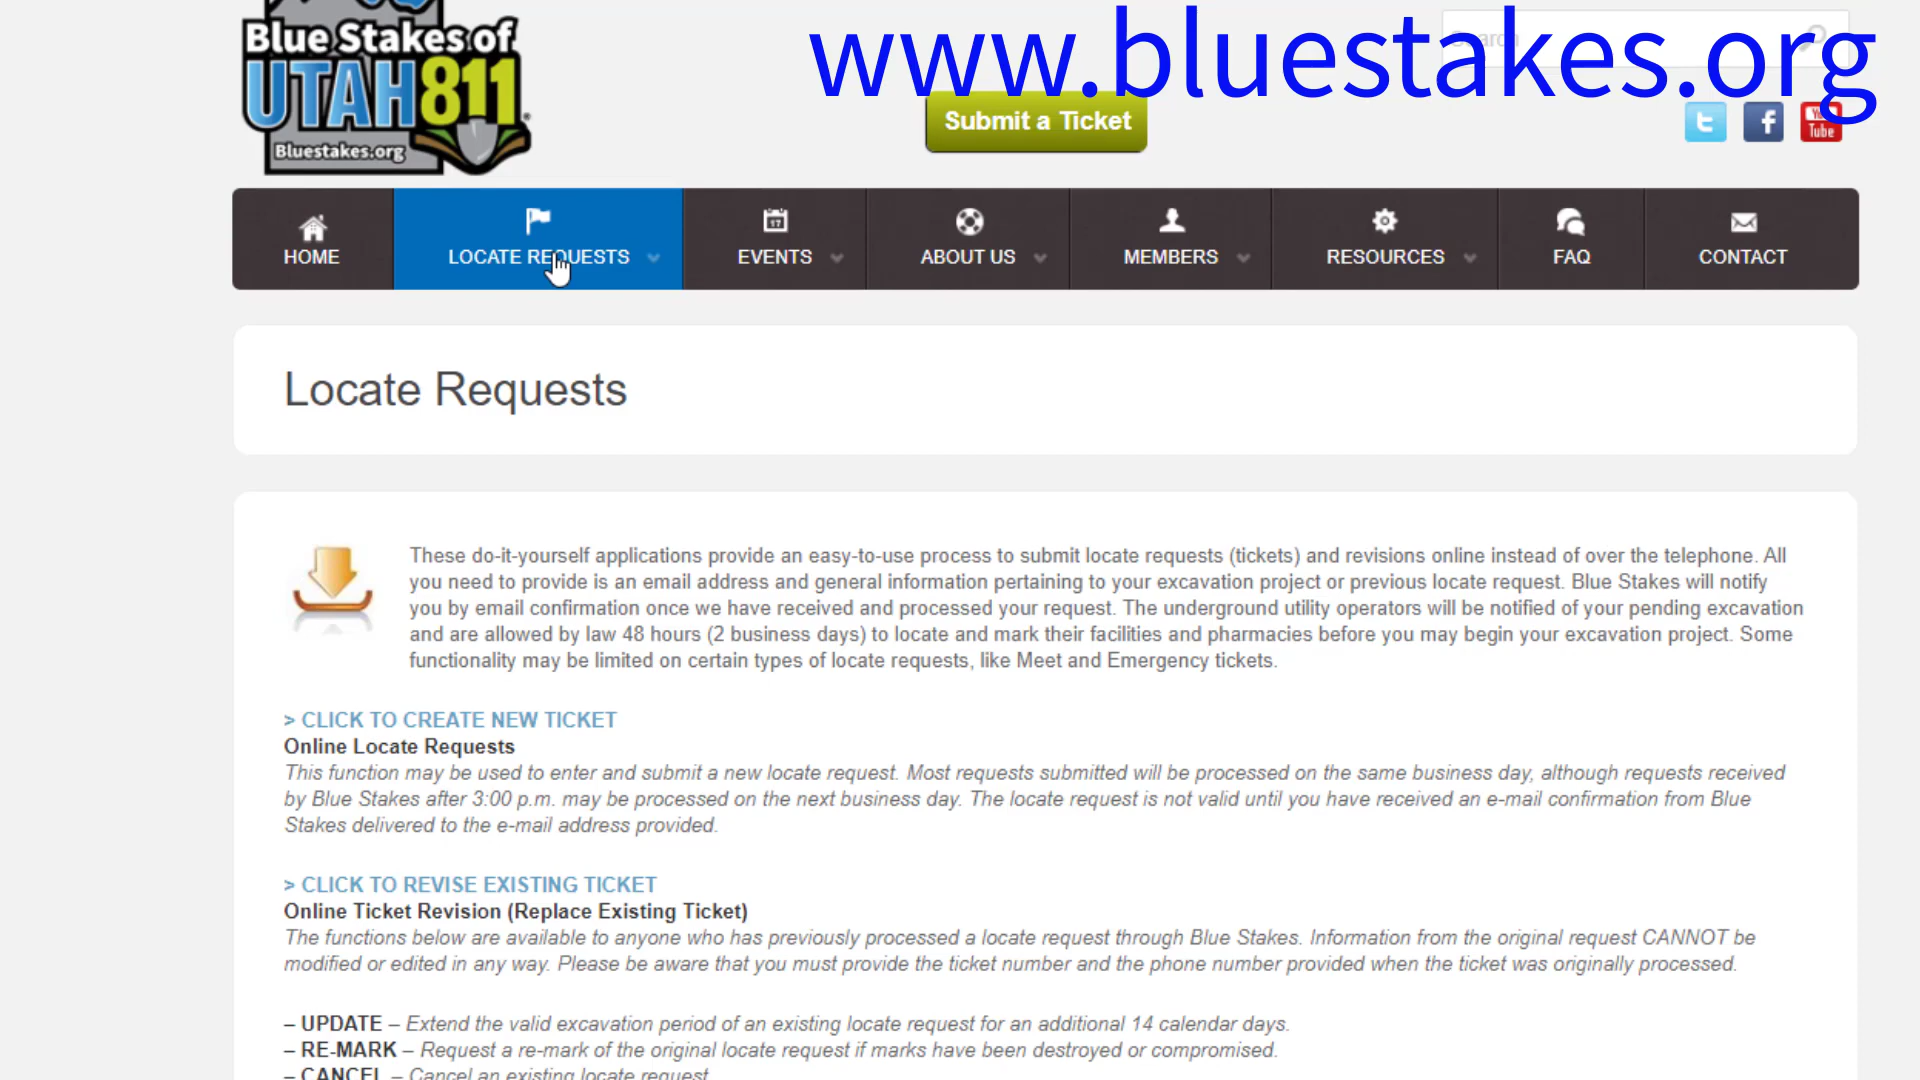 Blue Stakes of
UTAH 811
Bluestakes.org
www.bluestakes.org
Search
Submit a Ticket
You Tube
HOME
LOCATE REQUESTS
EVENTS
ABOUT US
MEMBERS
RESOURCES
FAQ
CONTACT
Locate Requests
These do-it-yourself applications provide an easy-to-use process to submit locate requests (tickets) and revisions online instead of over the telephone. All
you need to provide is an email address and general information pertaining to your excavation project or previous locate request. Blue Stakes will notify
you by email confirmation once we have received and processed your request. The underground utility operators will be notified of your pending excavation
and are allowed by law 48 hours (2 business days) to locate and mark their facilities and pharmacies before you may begin your excavation project. Some
functionality may be limited on certain types of locate requests, like Meet and Emergency tickets.
> CLICK TO CREATE NEW TICKET
Online Locate Requests
This function may be used to enter and submit a new locate request. Most requests submitted will be processed on the same business day, although requests received
by Blue Stakes after 3:00 p.m. may be processed on the next business day. The locate request is not valid until you have received an e-mail confirmation from Blue
Stakes delivered to the e-mail address provided.
> CLICK TO REVISE EXISTING TICKET
Online Ticket Revision (Replace Existing Ticket)
The functions below are available to anyone who has previously processed a locate request through Blue Stakes. Information from the original request CANNOT be
modified or edited in any way. Please be aware that you must provide the ticket number and the phone number provided when the ticket was originally processed.
– UPDATE – Extend the valid excavation period of an existing locate request for an additional 14 calendar days.
– RE-MARK – Request a re-mark of the original locate request if marks have been destroyed or compromised.
– CANCEL – Cancel an existing locate request.